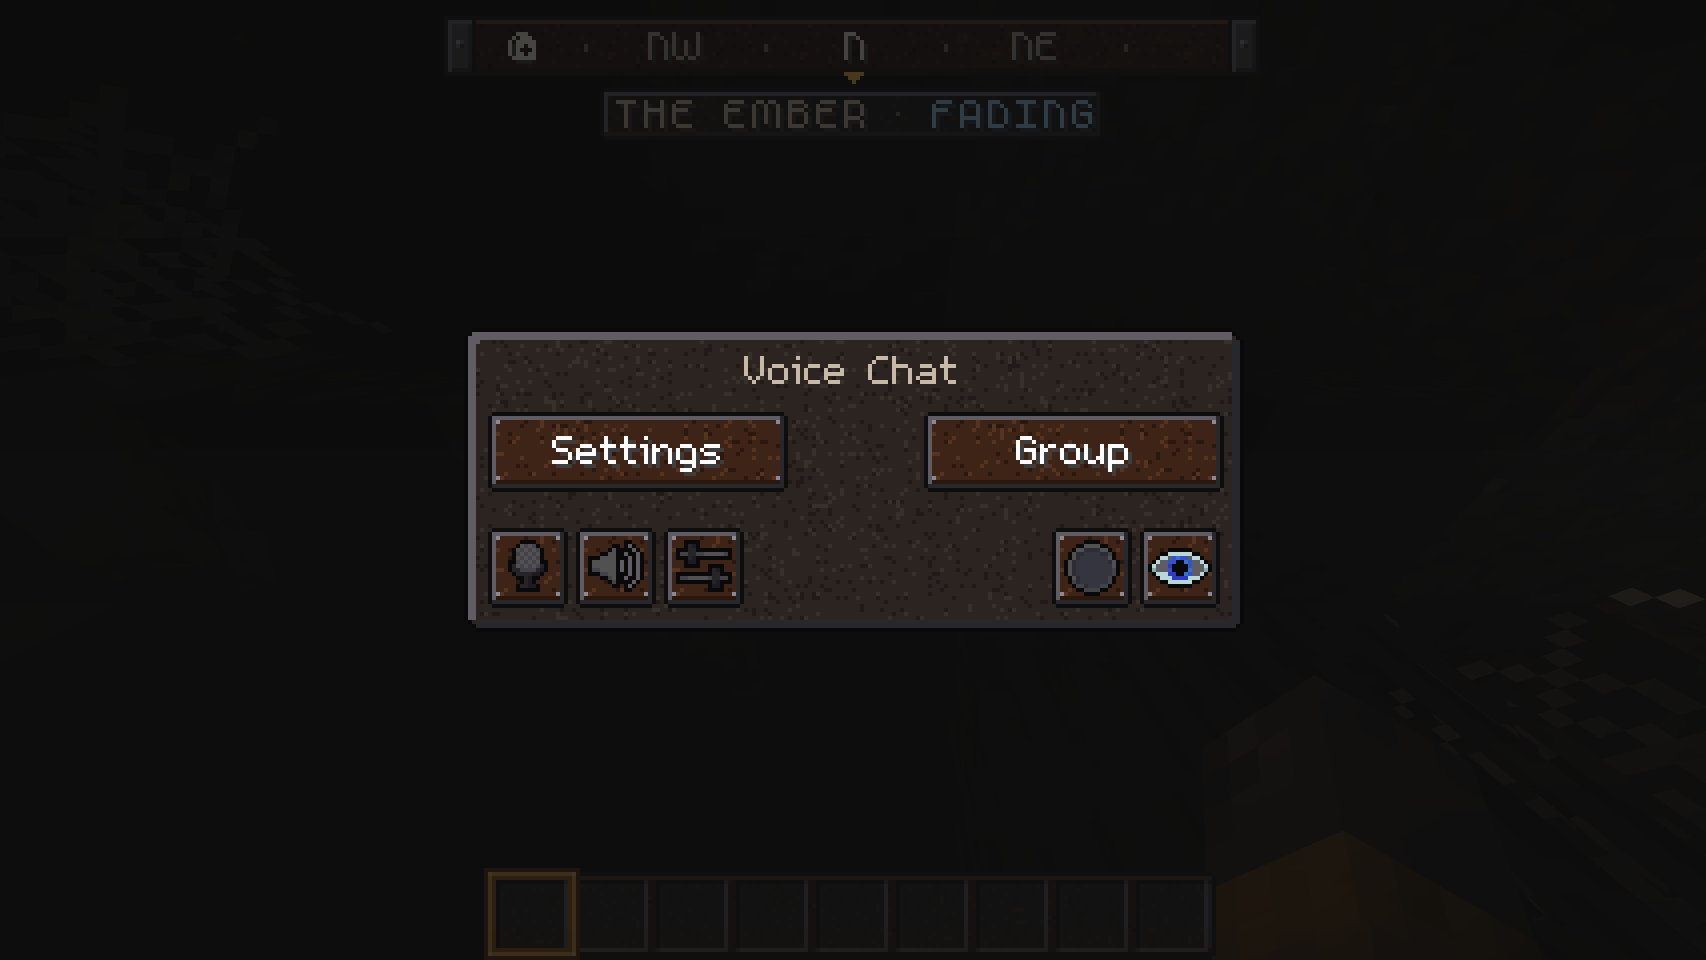 NW · N · NE ·
THE EMBER · FADING
Voice Chat
Settings
Group